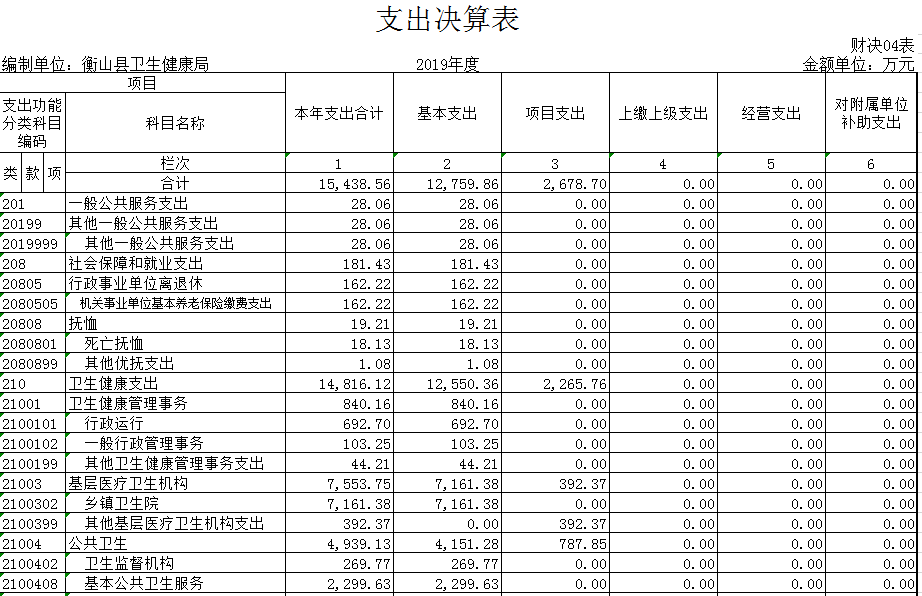 支出决算表
财决04表
编制单位：衡山县卫生健康局 2019年度 金额单位：万元
项目 本年支出合计 基本支出 项目支出 上缴上级支出 经营支出 对附属单位补助支出
支出功能分类科目编码 科目名称
类 款 项 栏次 1 2 3 4 5 6
合计 15,438.56 12,759.86 2,678.70 0.00 0.00 0.00
201 一般公共服务支出 28.06 28.06 0.00 0.00 0.00 0.00
20199 其他一般公共服务支出 28.06 28.06 0.00 0.00 0.00 0.00
2019999 其他一般公共服务支出 28.06 28.06 0.00 0.00 0.00 0.00
208 社会保障和就业支出 181.43 181.43 0.00 0.00 0.00 0.00
20805 行政事业单位离退休 162.22 162.22 0.00 0.00 0.00 0.00
2080505 机关事业单位基本养老保险缴费支出 162.22 162.22 0.00 0.00 0.00 0.00
20808 抚恤 19.21 19.21 0.00 0.00 0.00 0.00
2080801 死亡抚恤 18.13 18.13 0.00 0.00 0.00 0.00
2080899 其他优抚支出 1.08 1.08 0.00 0.00 0.00 0.00
210 卫生健康支出 14,816.12 12,550.36 2,265.76 0.00 0.00 0.00
21001 卫生健康管理事务 840.16 840.16 0.00 0.00 0.00 0.00
2100101 行政运行 692.70 692.70 0.00 0.00 0.00 0.00
2100102 一般行政管理事务 103.25 103.25 0.00 0.00 0.00 0.00
2100199 其他卫生健康管理事务支出 44.21 44.21 0.00 0.00 0.00 0.00
21003 基层医疗卫生机构 7,553.75 7,161.38 392.37 0.00 0.00 0.00
2100302 乡镇卫生院 7,161.38 7,161.38 0.00 0.00 0.00 0.00
2100399 其他基层医疗卫生机构支出 392.37 0.00 392.37 0.00 0.00 0.00
21004 公共卫生 4,939.13 4,151.28 787.85 0.00 0.00 0.00
2100402 卫生监督机构 269.77 269.77 0.00 0.00 0.00 0.00
2100408 基本公共卫生服务 2,299.63 2,299.63 0.00 0.00 0.00 0.00